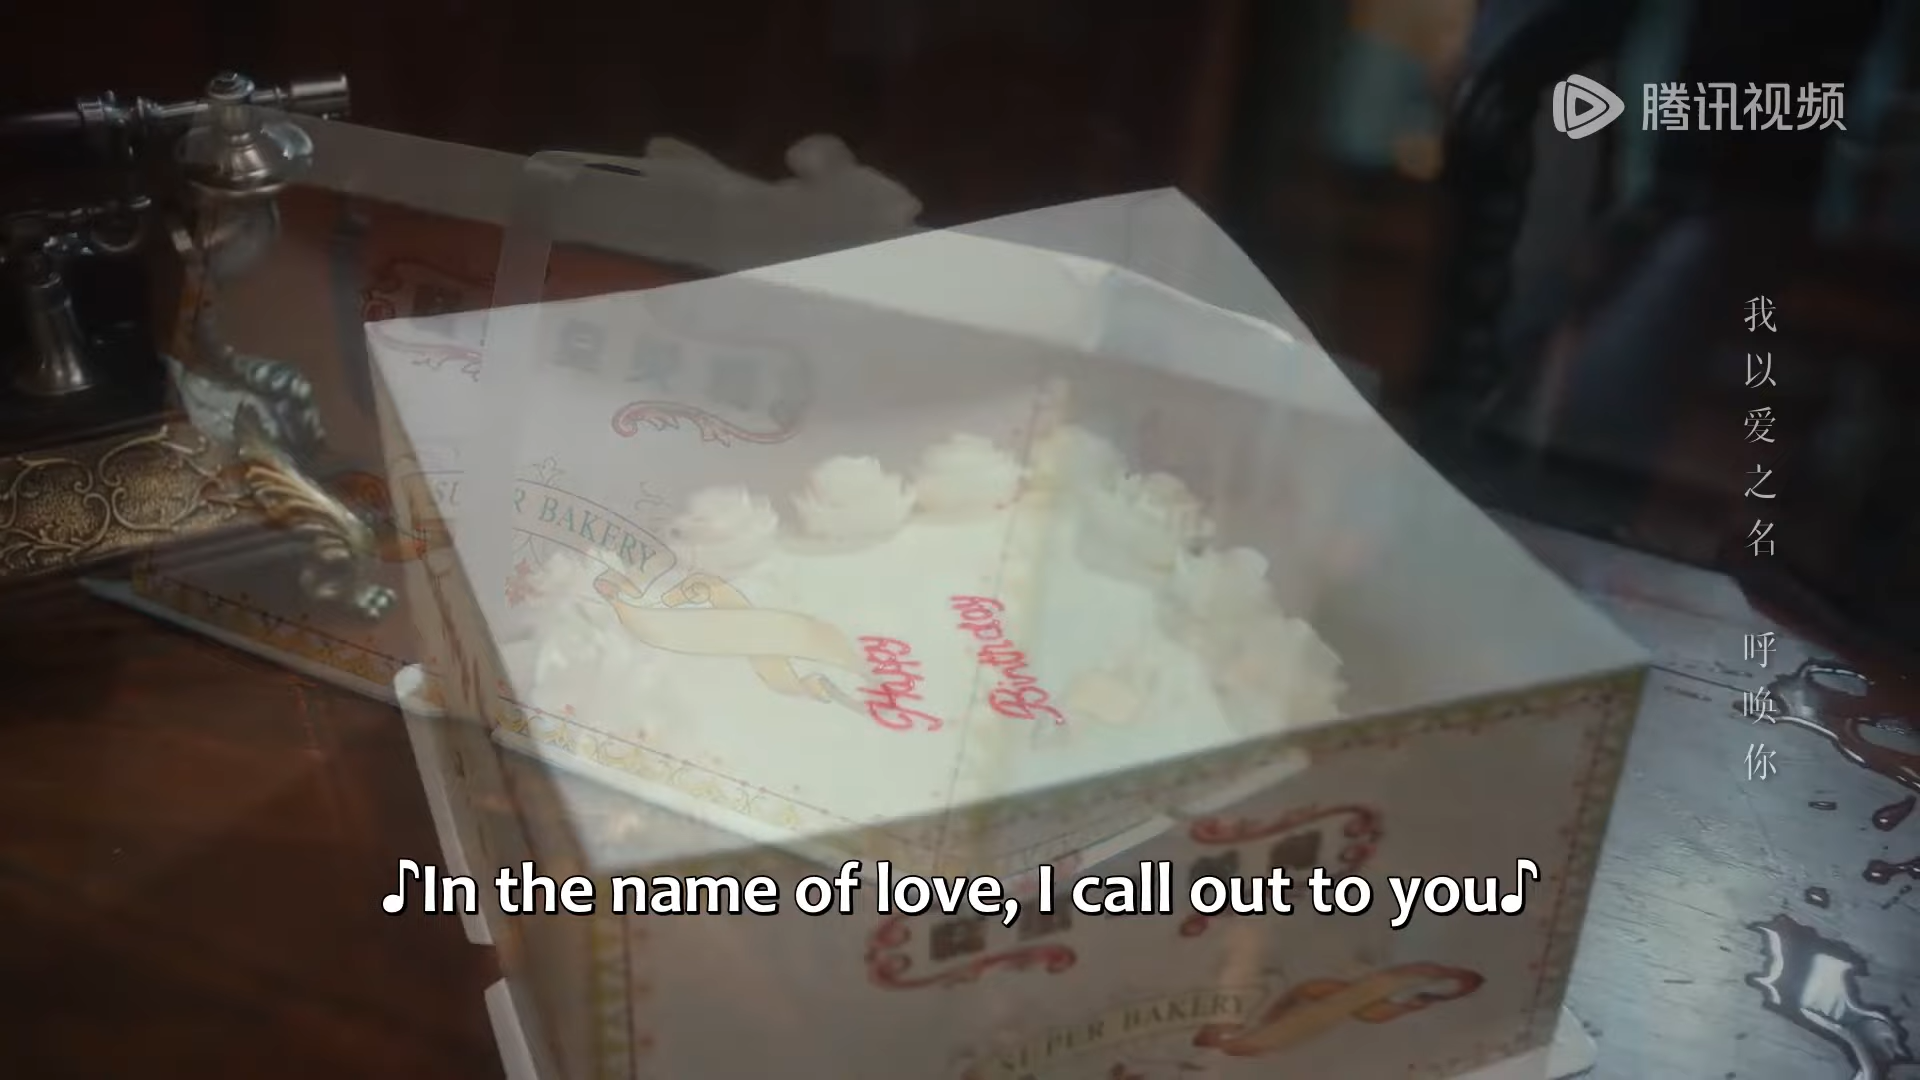 腾讯视频
我以爱之名 呼唤你
R BAKERY
Happy
Birthday
♪In the name of love, I call out to you♪
SUPER BAKERY